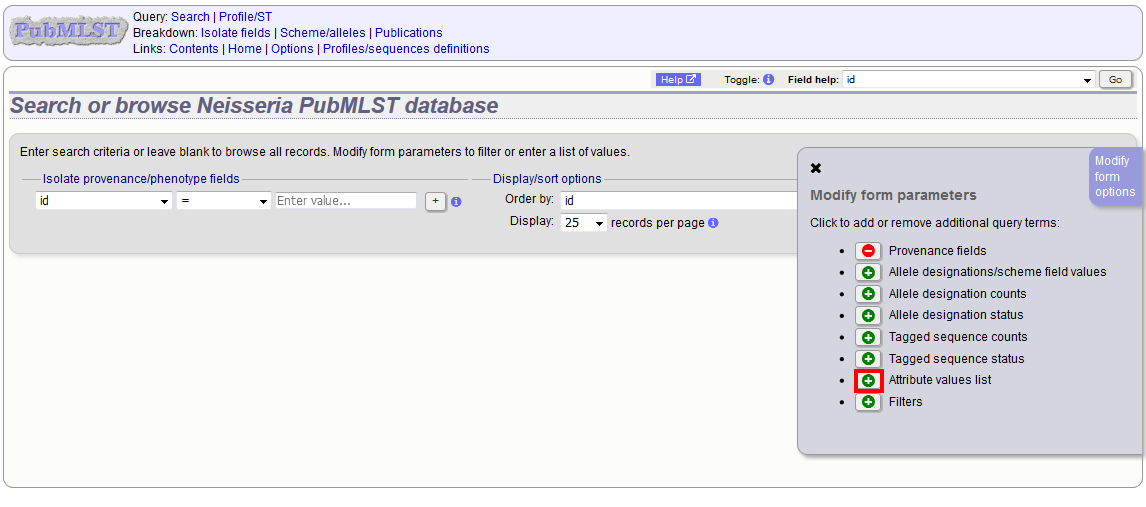 PubMLST
Query: Search | Profile/ST
Breakdown: Isolate fields | Scheme/alleles | Publications
Links: Contents | Home | Options | Profiles/sequences definitions
Help Toggle: i Field help: id Go
Search or browse Neisseria PubMLST database
Enter search criteria or leave blank to browse all records. Modify form parameters to filter or enter a list of values.
Isolate provenance/phenotype fields
id = Enter value... + i
Display/sort options
Order by: id
Display: 25 records per page i
Modify
form
options
Modify form parameters
Click to add or remove additional query terms:
Provenance fields
Allele designations/scheme field values
Allele designation counts
Allele designation status
Tagged sequence counts
Tagged sequence status
Attribute values list
Filters